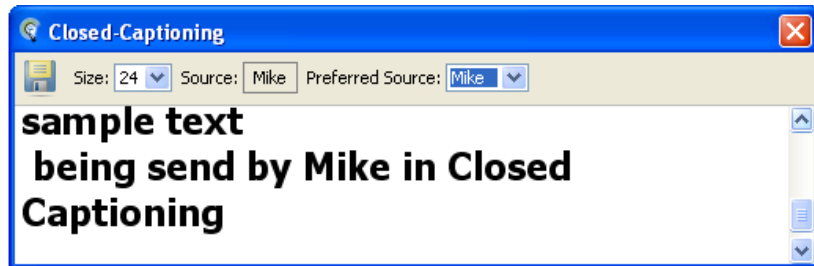 Closed-Captioning
Size: 24 Source: Mike Preferred Source: Mike
sample text
being send by Mike in Closed
Captioning